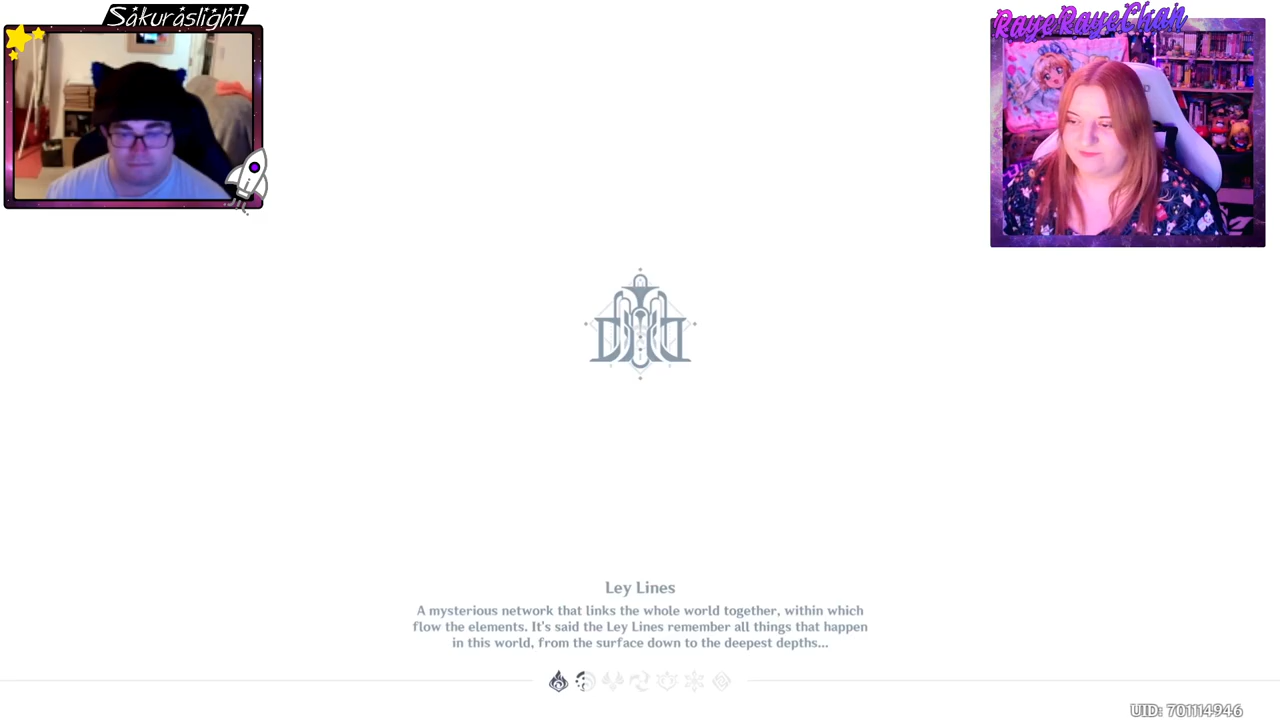 Sakuraslight
RayeRayeChan
Ley Lines
A mysterious network that links the whole world together, within which
flow the elements. It's said the Ley Lines remember all things that happen
in this world, from the surface down to the deepest depths...
UID: 701114946